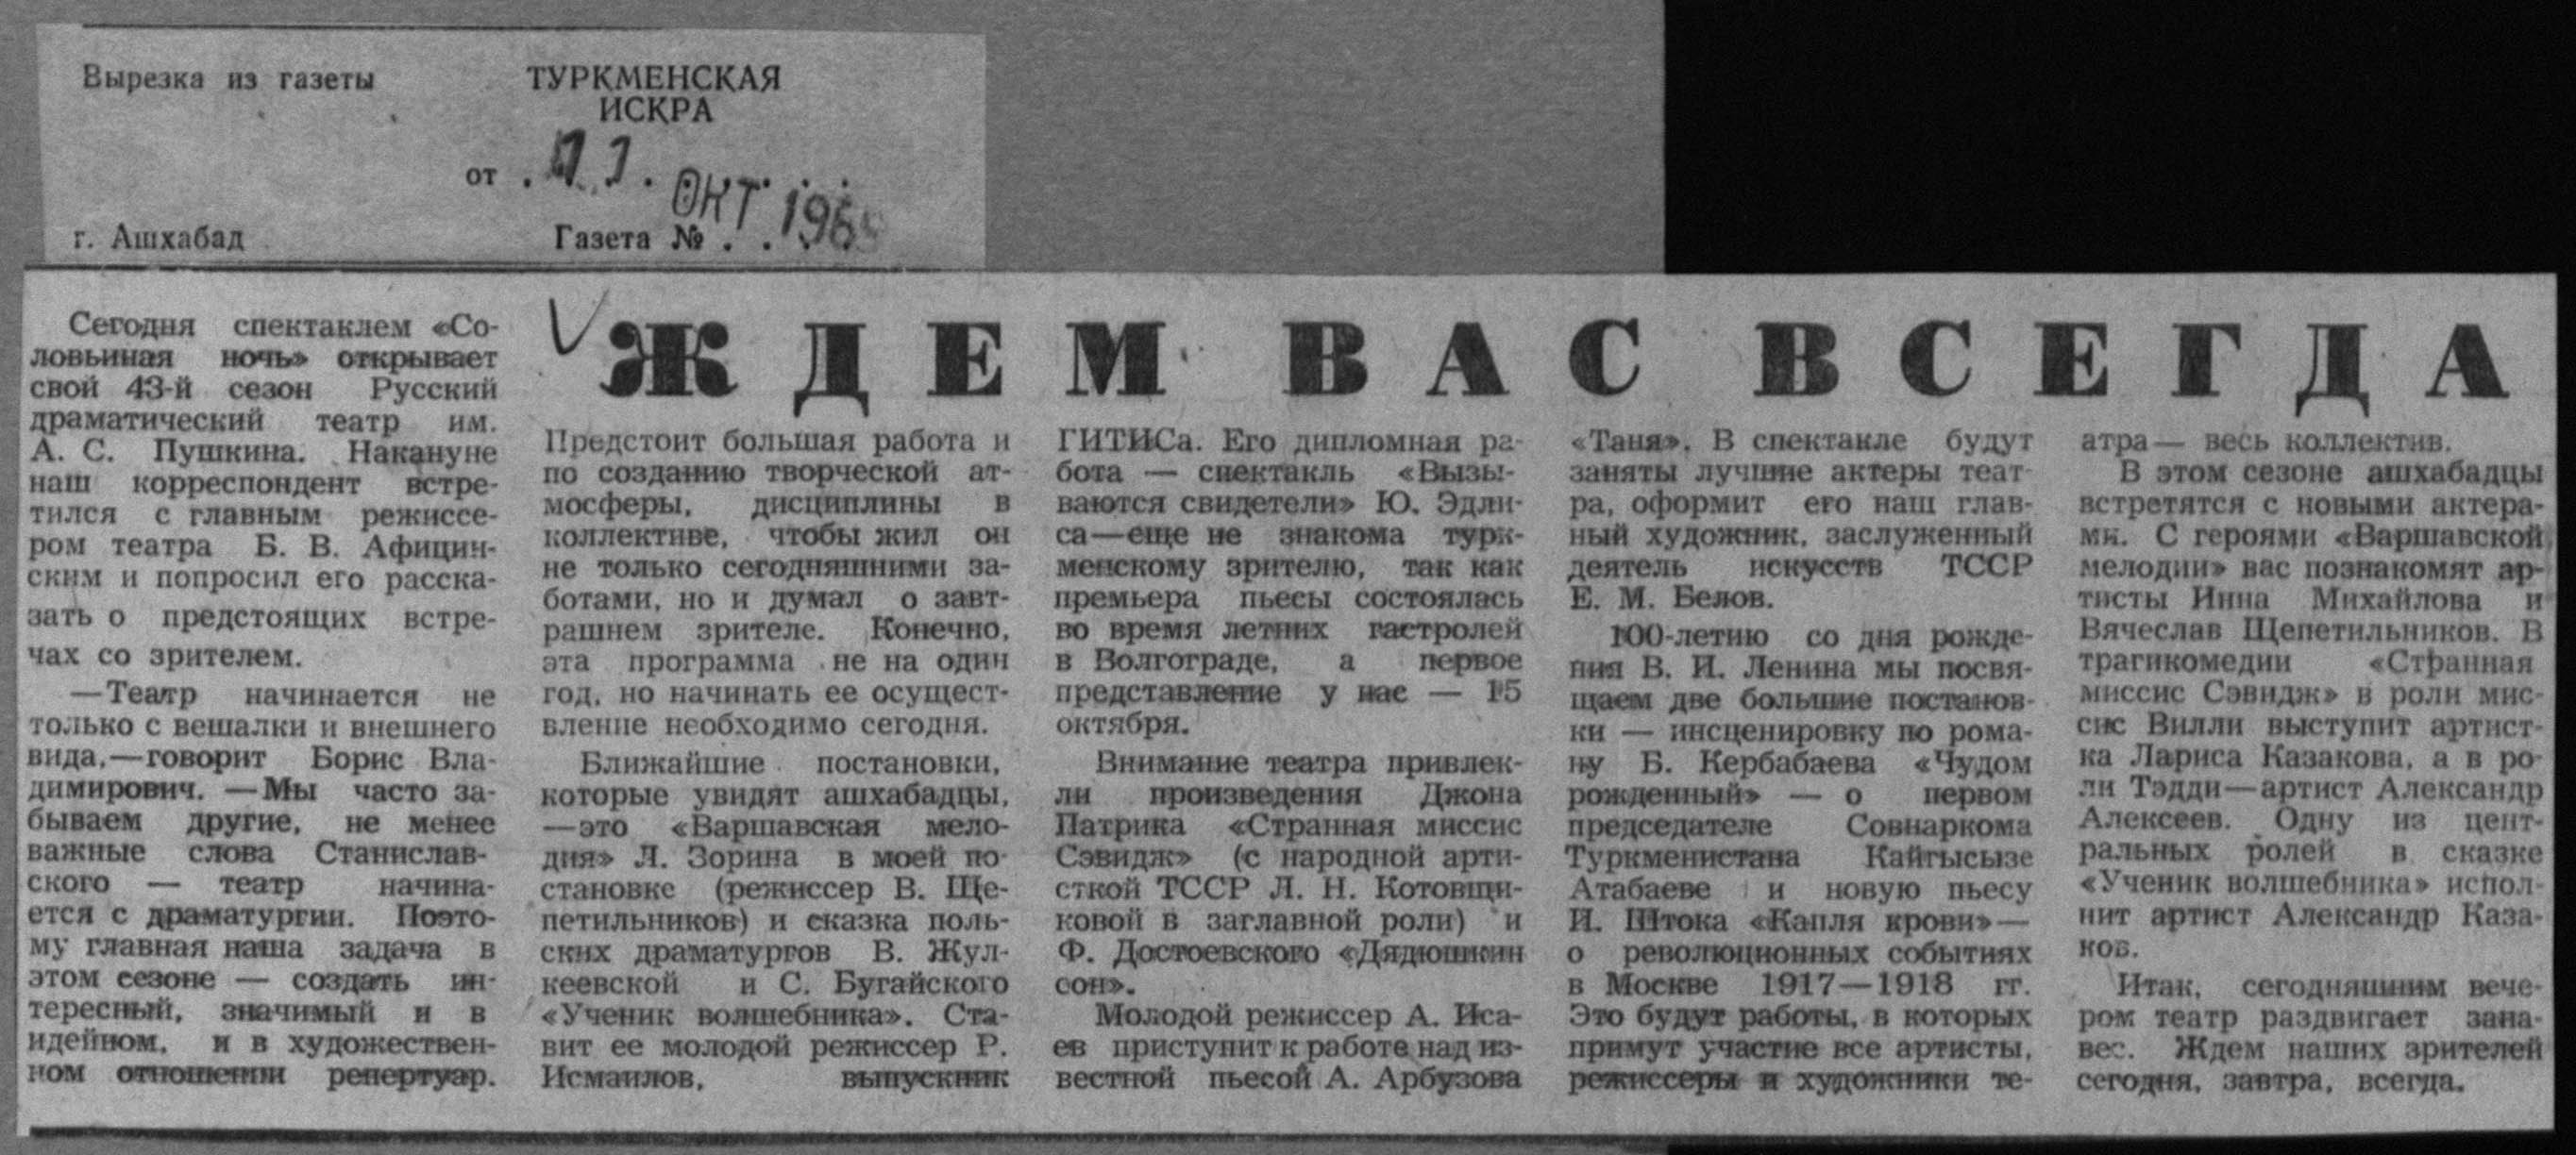 Вырезка из газеты
ТУРКМЕНСКАЯ
ИСКРА
от
ОКТ 196
г. Ашхабад
Газета №
ЖДЕМ ВАС ВСЕГДА
Сегодня спектаклем «Со-
ловьиная ночь» открывает
свой 43-й сезон Русский
драматический театр им.
А. С. Пушкина. Накануне
наш корреспондент встре-
тился с главным режиссе-
ром театра Б. В. Афицин-
ским и попросил его расска-
зать о предстоящих встре-
чах со зрителем.
—Театр начинается не
только с вешалки и внешнего
вида,—говорит Борис Вла-
димирович. —Мы часто за-
бываем другие, не менее
важные слова Станислав-
ского — театр начина-
ется с драматургии. Поэто-
му главная наша задача в
этом сезоне — создать ин-
тересный, значимый и в
идейном, и в художествен-
ном отношении репертуар.
Предстоит большая работа и
по созданию творческой ат-
мосферы, дисциплины в
коллективе, чтобы жил он
не только сегодняшними за-
ботами, но и думал о завт-
рашнем зрителе. Конечно,
эта программа не на один
год, но начинать ее осущест-
вление необходимо сегодня.
Ближайшие постановки,
которые увидят ашхабадцы,
—это «Варшавская мело-
дия» Л. Зорина в моей по-
становке (режиссер В. Ще-
петильников) и сказка поль-
ских драматургов В. Жул-
кеевской и С. Бугайского
«Ученик волшебника». Ста-
вит ее молодой режиссер Р.
Исмаилов, выпускник
ГИТИСа. Его дипломная ра-
бота — спектакль «Вызы-
ваются свидетели» Ю. Эдли-
са—еще не знакома турк-
менскому зрителю, так как
премьера пьесы состоялась
во время летних гастролей
в Волгограде, а первое
представление у нас — 15
октября.
Внимание театра привлек-
ли произведения Джона
Патрика «Странная миссис
Сэвидж» (с народной арти-
сткой ТССР Л. Н. Котовщи-
ковой в заглавной роли) и
Ф. Достоевского «Дядюшкин
сон».
Молодой режиссер А. Иса-
ев приступит к работе над из-
вестной пьесой А. Арбузова
«Таня». В спектакле будут
заняты лучшие актеры теат-
ра, оформит его наш глав-
ный художник, заслуженный
деятель искусств ТССР
Е. М. Белов.
100-летию со дня рожде-
ния В. И. Ленина мы посвя-
щаем две большие постанов-
ки — инсценировку по рома-
ну Б. Кербабаева «Чудом
рожденный» — о первом
председателе Совнаркома
Туркменистана Кайгысызе
Атабаеве и новую пьесу
И. Штока «Капля крови»—
о революционных событиях
в Москве 1917—1918 гг.
Это будут работы, в которых
примут участие все артисты,
режиссеры и художники те-
атра— весь коллектив.
В этом сезоне ашхабадцы
встретятся с новыми актера-
ми. С героями «Варшавской
мелодии» вас познакомят ар-
тисты Инна Михайлова и
Вячеслав Щепетильников. В
трагикомедии «Странная
миссис Сэвидж» в роли мис-
сис Вилли выступит артист-
ка Лариса Казакова, а в ро-
ли Тэдди—артист Александр
Алексеев. Одну из цент-
ральных ролей в сказке
«Ученик волшебника» испол-
нит артист Александр Каза-
ков.
Итак, сегодняшним вече-
ром театр раздвигает зана-
вес. Ждем наших зрителей
сегодня, завтра, всегда.